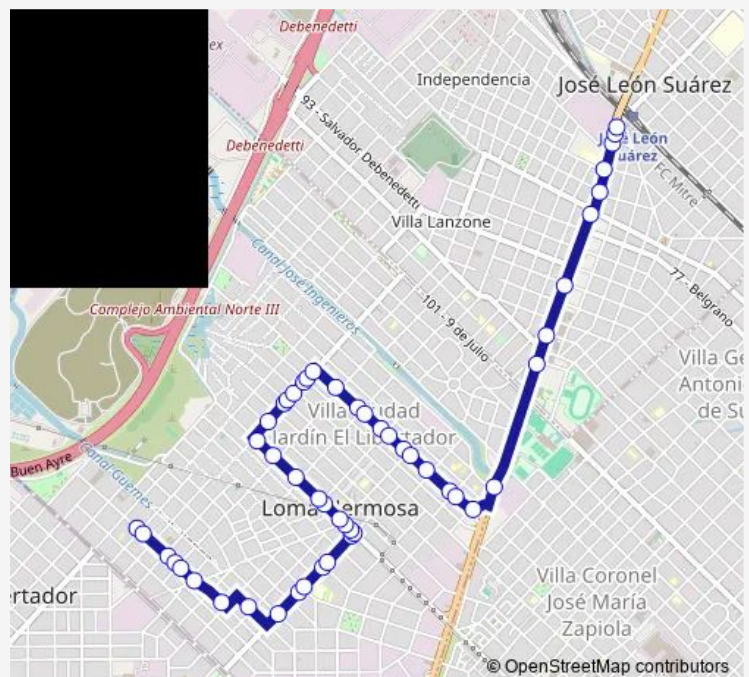 Debenedetti
ex
Independencia
José León Suárez
93 - Salvador Debenedetti
Debenedetti
José León
Suárez
FC Mitre
Villa Lanzone
Canal José Ingenieros
77 - Belgrano
101 - 9 de Julio
Complejo Ambiental Norte III
Villa Ge
Antoni
de Su
Villa Ciudad
Jardín El Libertador
Buen Ayre
Canal Guemes
Loma Hermosa
ertador
Villa Coronel
José María
Zapiola
© OpenStreetMap contributors